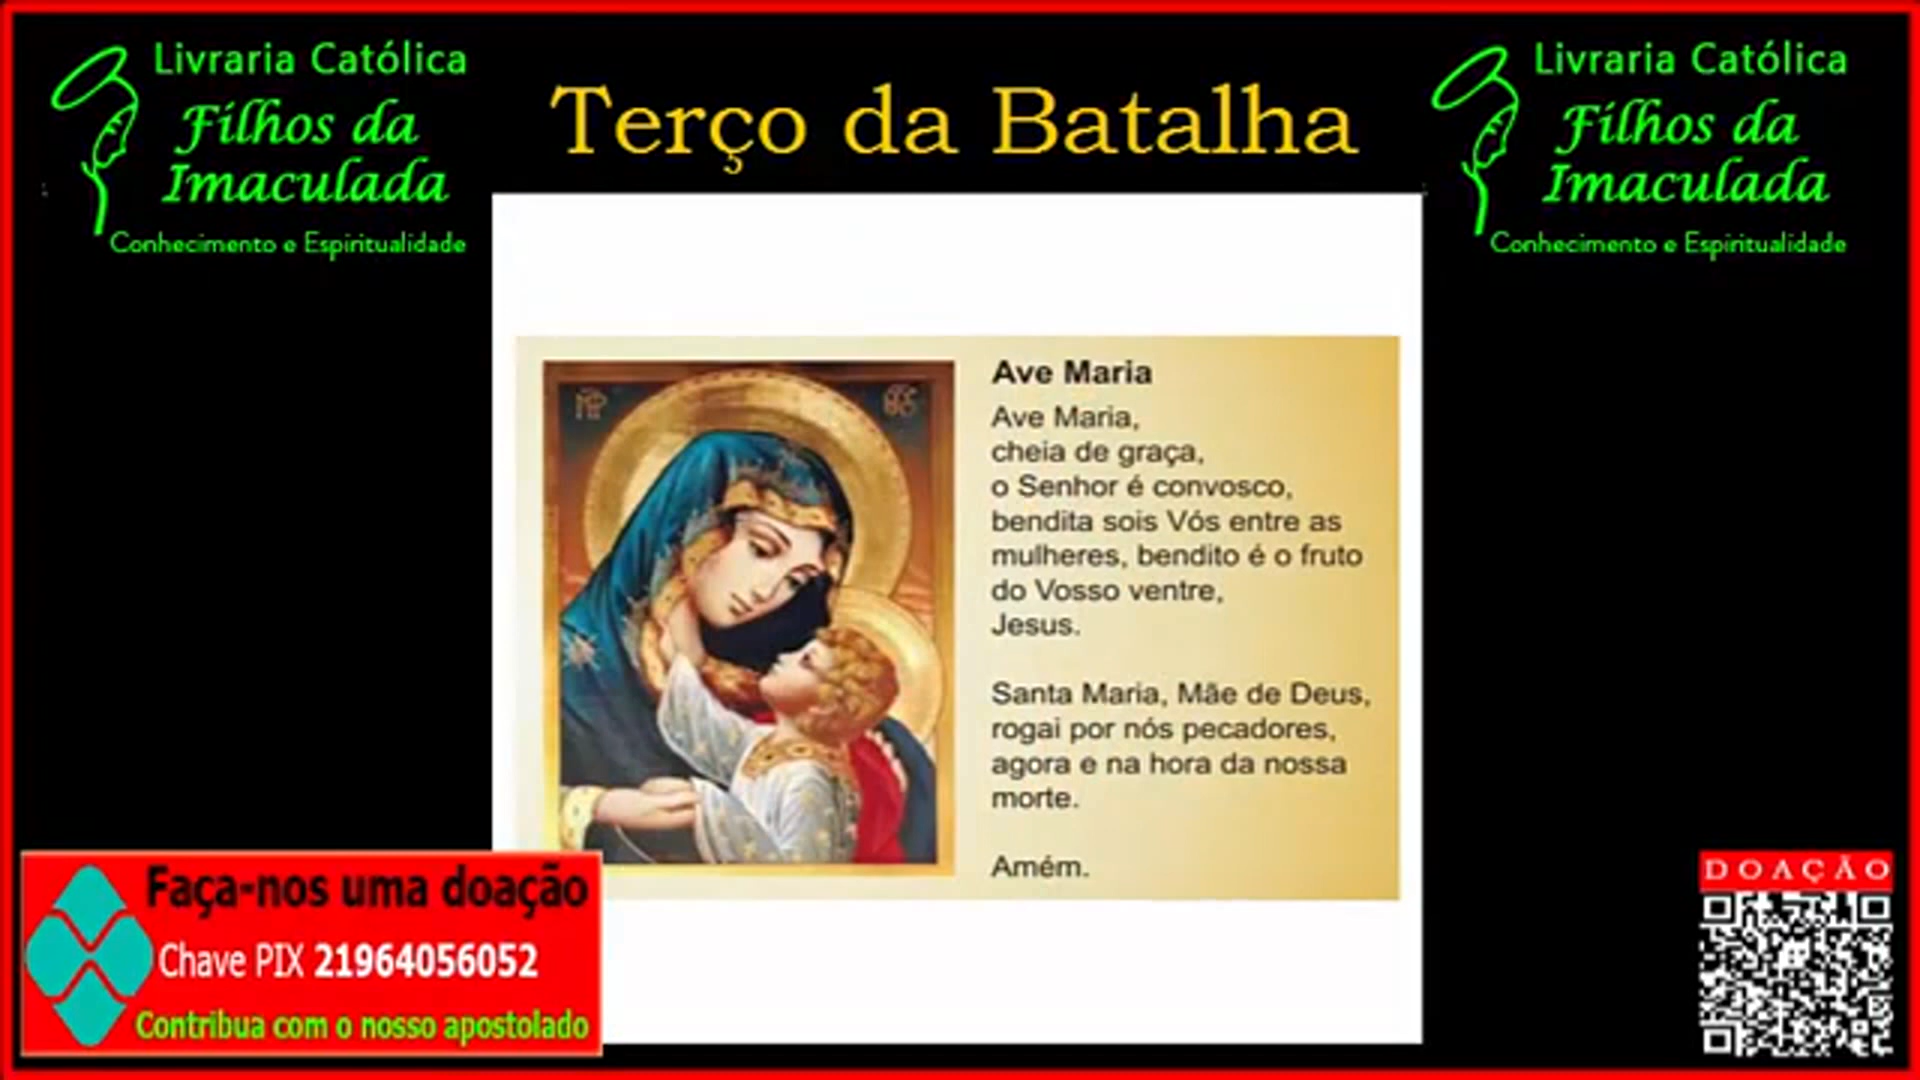 Livraria Católica
Filhos da
Imaculada
Conhecimento e Espiritualidade
Terço da Batalha
Livraria Católica
Filhos da
Imaculada
Conhecimento e Espiritualidade
Ave Maria
Ave Maria,
cheia de graça,
o Senhor é convosco,
bendita sois Vós entre as
mulheres, bendito é o fruto
do Vosso ventre,
Jesus.
Santa Maria, Mãe de Deus,
rogai por nós pecadores,
agora e na hora da nossa
morte.
Amém.
Faça-nos uma doação
Chave PIX 21964056052
Contribua com o nosso apostolado
DOAÇÃO